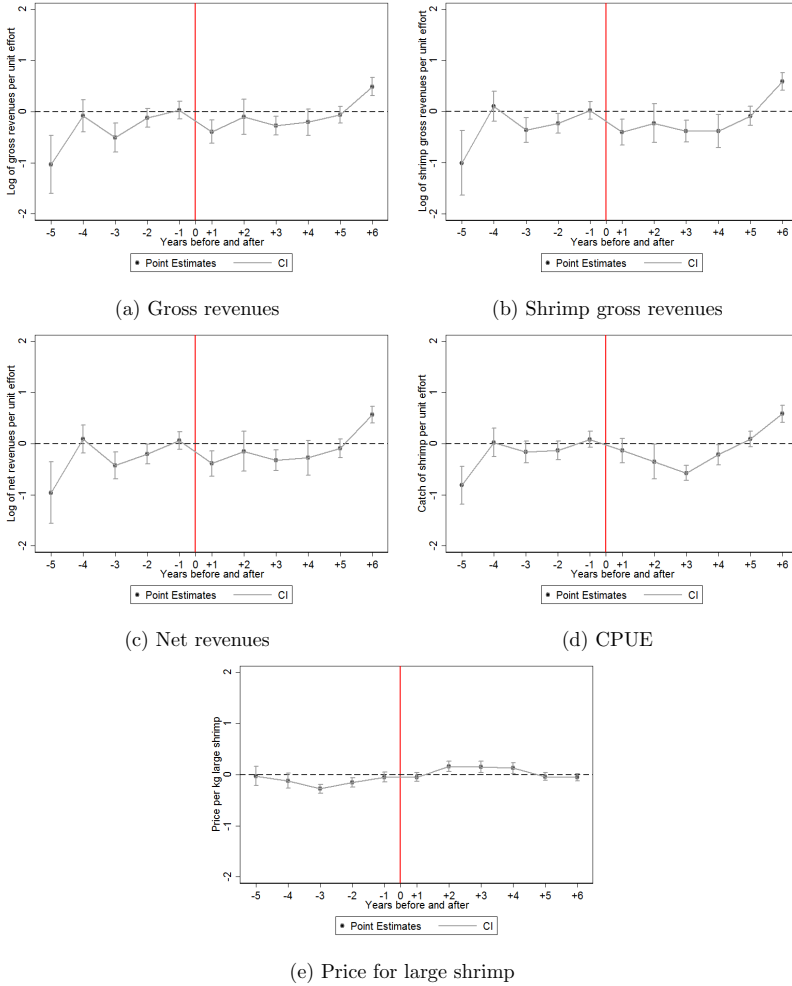 Log of gross revenues per unit effort
2
1
0
-1
-2
-5 -4 -3 -2 -1 0 +1 +2 +3 +4 +5 +6
Years before and after
Point Estimates CI
(a) Gross revenues
Log of shrimp gross revenues per unit effort
2
1
0
-1
-2
-5 -4 -3 -2 -1 0 +1 +2 +3 +4 +5 +6
Years before and after
Point Estimates CI
(b) Shrimp gross revenues
Log of net revenues per unit effort
2
1
0
-1
-2
-5 -4 -3 -2 -1 0 +1 +2 +3 +4 +5 +6
Years before and after
Point Estimates CI
(c) Net revenues
Catch of shrimp per unit effort
2
1
0
-1
-2
-5 -4 -3 -2 -1 0 +1 +2 +3 +4 +5 +6
Years before and after
Point Estimates CI
(d) CPUE
Price per kg large shrimp
2
1
0
-1
-2
-5 -4 -3 -2 -1 0 +1 +2 +3 +4 +5 +6
Years before and after
Point Estimates CI
(e) Price for large shrimp